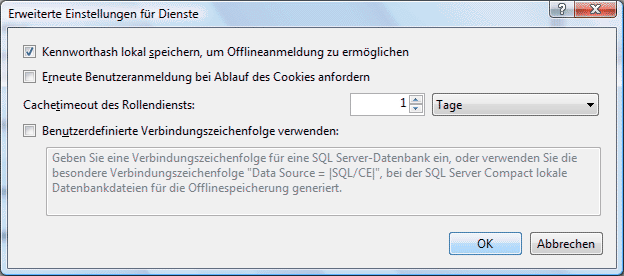 Erweiterte Einstellungen für Dienste
Kennworthash lokal speichern, um Offlineanmeldung zu ermöglichen
Erneute Benutzeranmeldung bei Ablauf des Cookies anfordern
Cachetimeout des Rollendiensts: 1 Tage
Benutzerdefinierte Verbindungszeichenfolge verwenden:
Geben Sie eine Verbindungszeichenfolge für eine SQL Server-Datenbank ein, oder verwenden Sie die
besondere Verbindungszeichenfolge "Data Source = |SQL/CE|", bei der SQL Server Compact lokale
Datenbankdateien für die Offlinespeicherung generiert.
OK Abbrechen